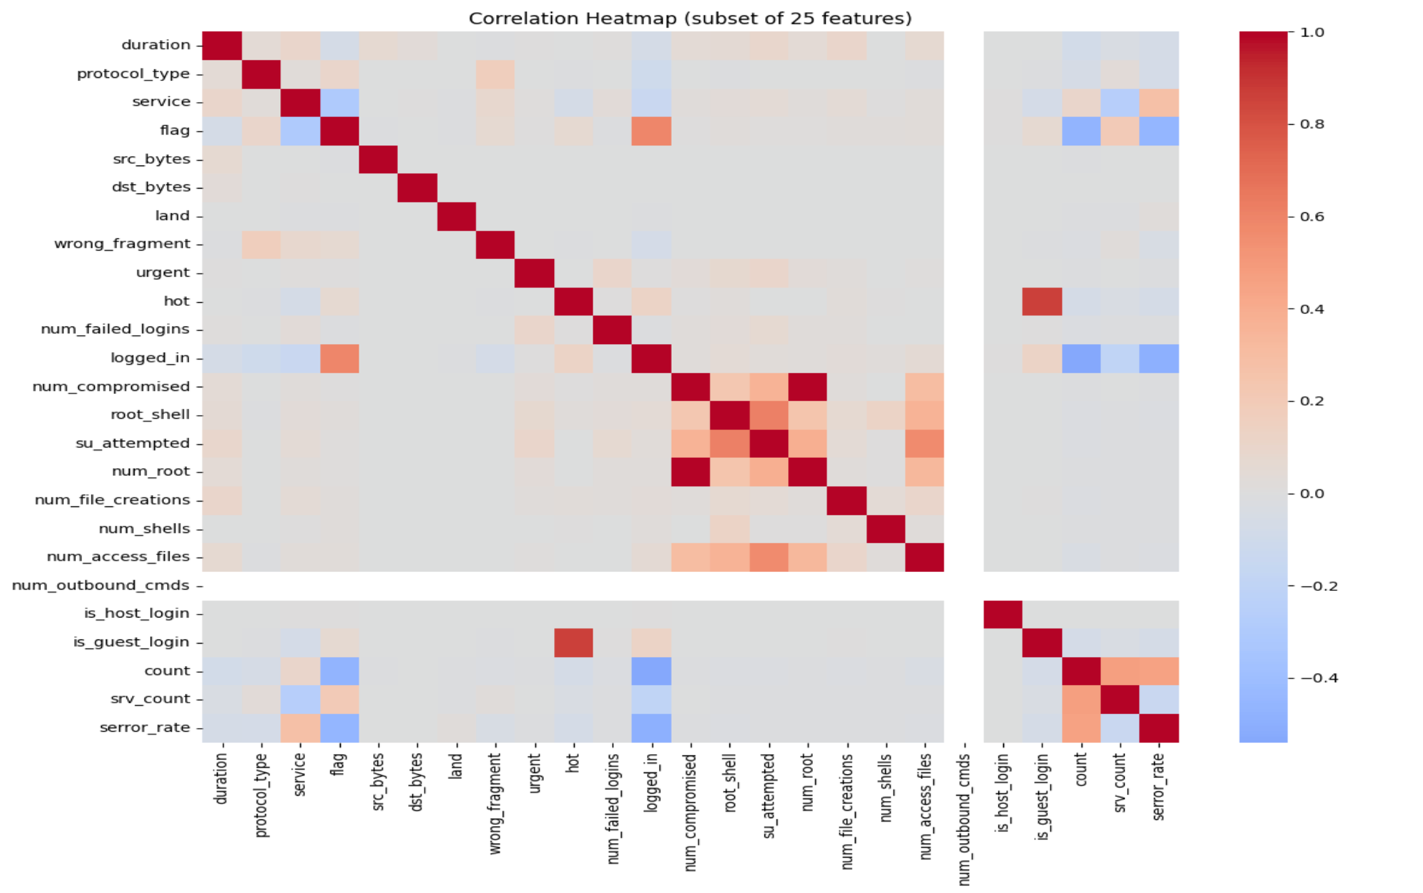 Correlation Heatmap (subset of 25 features)
duration
protocol_type
service
flag
src_bytes
dst_bytes
land
wrong_fragment
urgent
hot
num_failed_logins
logged_in
num_compromised
root_shell
su_attempted
num_root
num_file_creations
num_shells
num_access_files
num_outbound_cmds
is_host_login
is_guest_login
count
srv_count
serror_rate
duration
protocol_type
service
flag
src_bytes
dst_bytes
land
wrong_fragment
urgent
hot
num_failed_logins
logged_in
num_compromised
root_shell
su_attempted
num_root
num_file_creations
num_shells
num_access_files
num_outbound_cmds
is_host_login
is_guest_login
count
srv_count
serror_rate
1.0
0.8
0.6
0.4
0.2
0.0
−0.2
−0.4